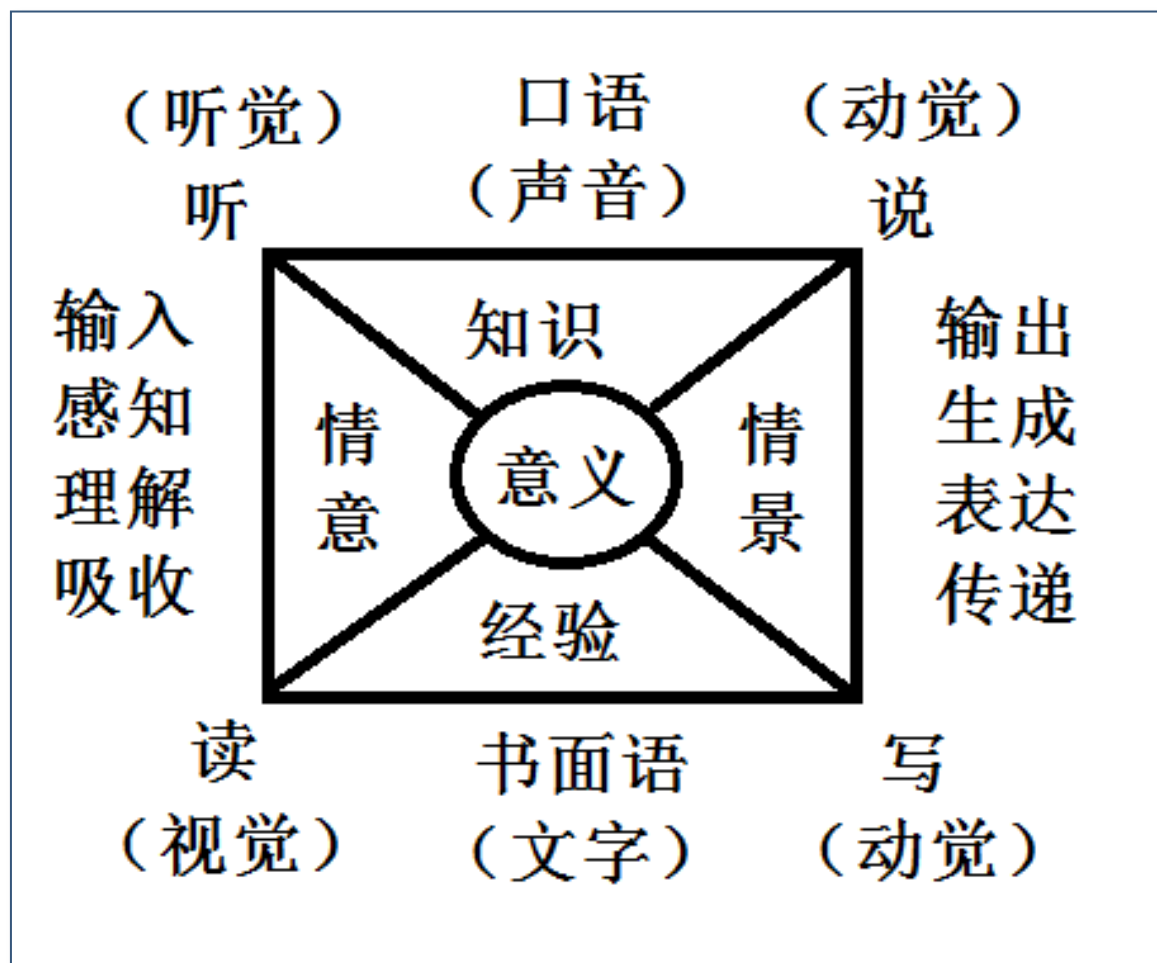 （听觉）
口语
（动觉）
听
（声音）
说
输入
感知
理解
吸收
知识
情意
意义
情景
经验
输出
生成
表达
传递
读
书面语
写
（视觉）
（文字）
（动觉）